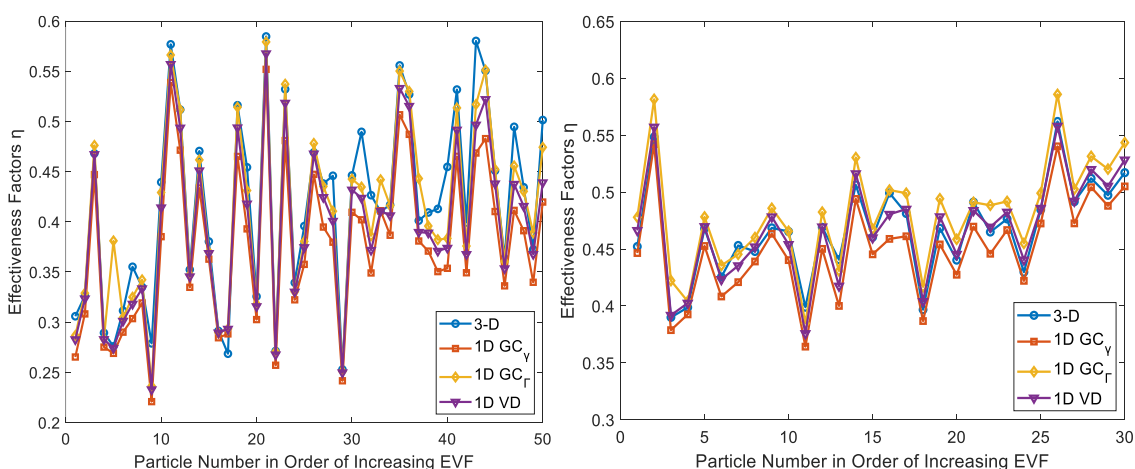 0.6
0.55
0.5
0.45
0.4
0.35
0.3
0.25
0.2
Effectiveness Factors η
0 10 20 30 40 50
Particle Number in Order of Increasing EVF
3-D
1D GCγ
1D GCΓ
1D VD
0.65
0.6
0.55
0.5
0.45
0.4
0.35
0.3
Effectiveness Factors η
0 5 10 15 20 25 30
Particle Number in Order of Increasing EVF
3-D
1D GCγ
1D GCΓ
1D VD